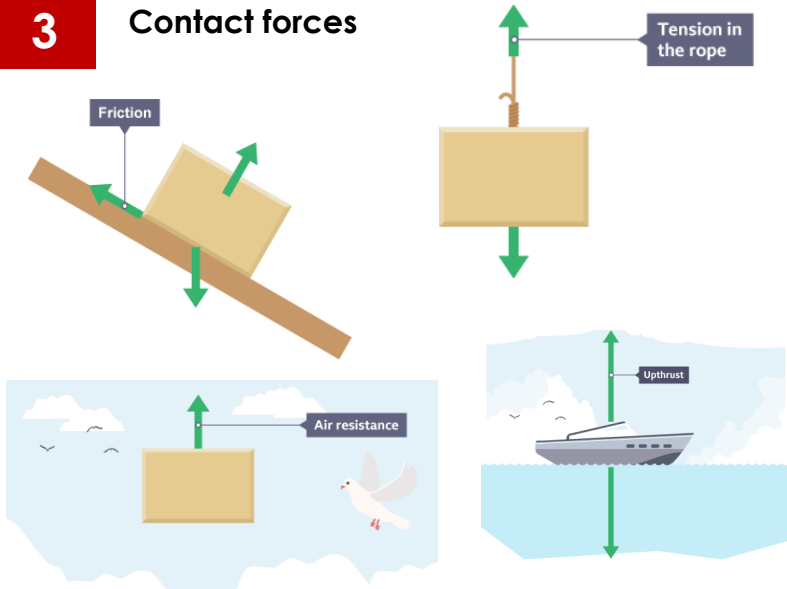 3
Contact forces
Tension in
the rope
Friction
Upthrust
Air resistance